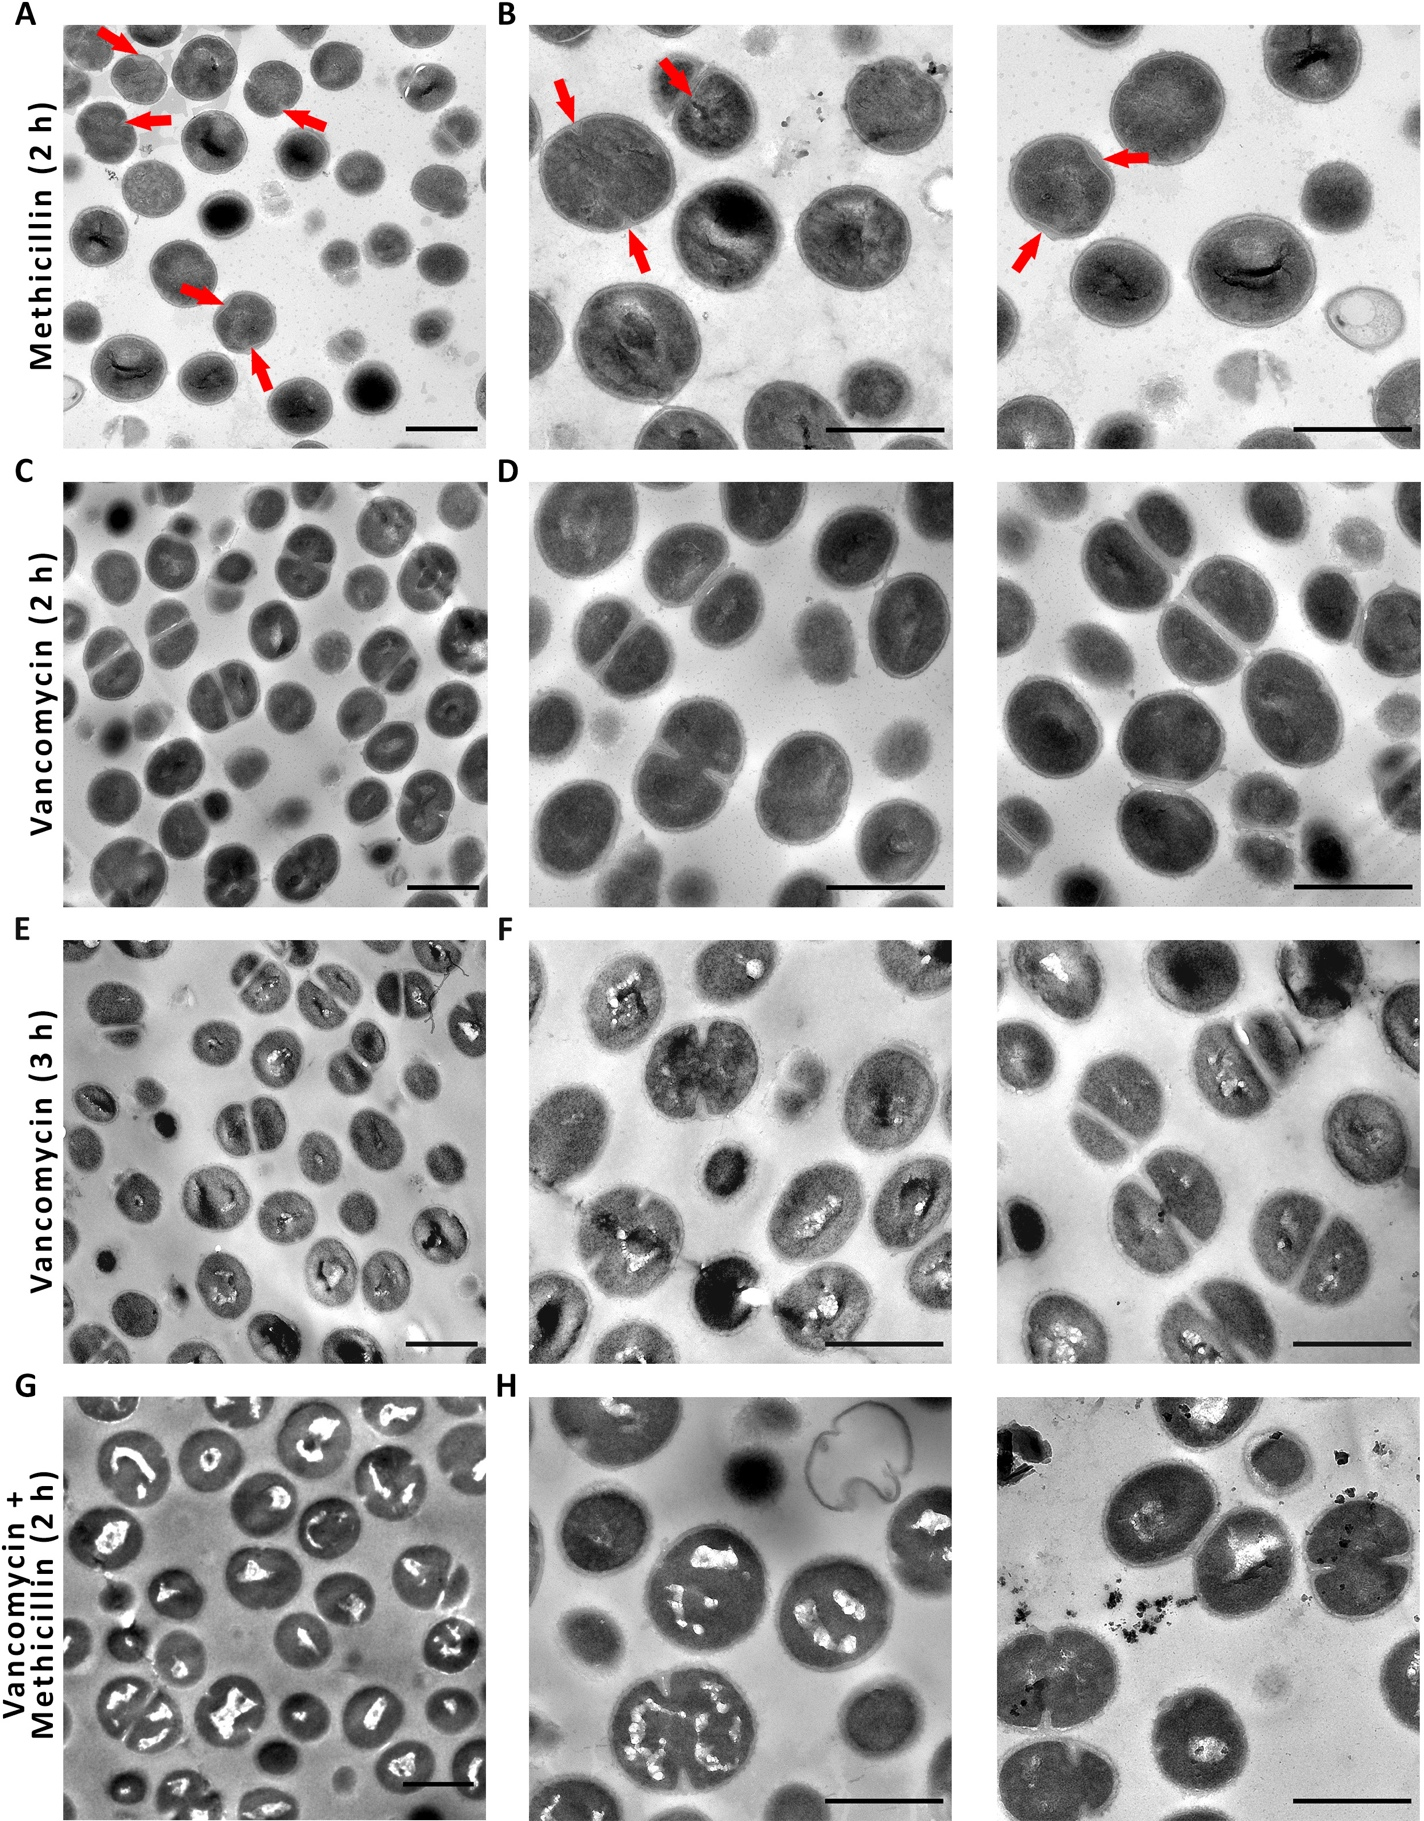 A
B
Methicillin (2 h)
C
D
Vancomycin (2 h)
E
F
Vancomycin (3 h)
G
H
Vancomycin +
Methicillin (2 h)